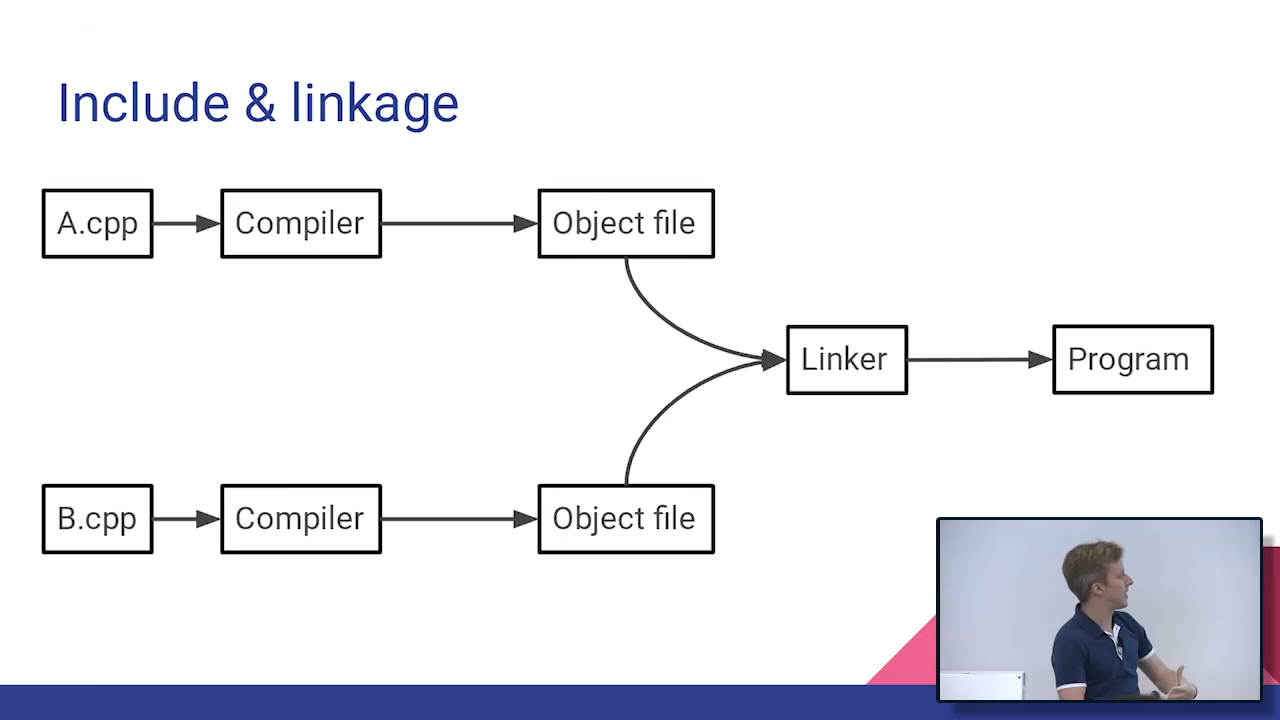 Include & linkage
A.cpp
Compiler
Object file
Linker
Program
B.cpp
Compiler
Object file